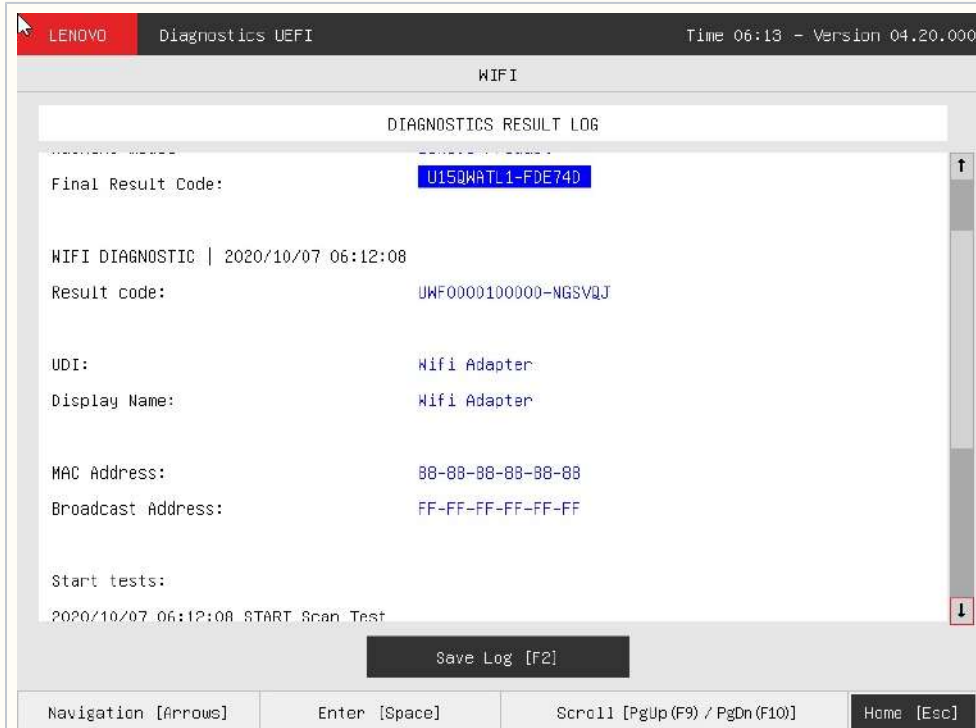 LENOVO Diagnostics UEFI Time 06:13 - Version 04.20.000
WIFI
DIAGNOSTICS RESULT LOG
Final Result Code: U15QWATL1-FDE74D
WIFI DIAGNOSTIC | 2020/10/07 06:12:08
Result code: UWF0000100000-NGSVQJ
UDI: Wifi Adapter
Display Name: Wifi Adapter
MAC Address: 88-88-88-88-88-88
Broadcast Address: FF-FF-FF-FF-FF-FF
Start tests:
2020/10/07 06:12:08 START Scan Test
Save Log [F2]
Navigation [Arrows] Enter [Space] Scroll [PgUp(F9) / PgDn(F10)] Home [Esc]